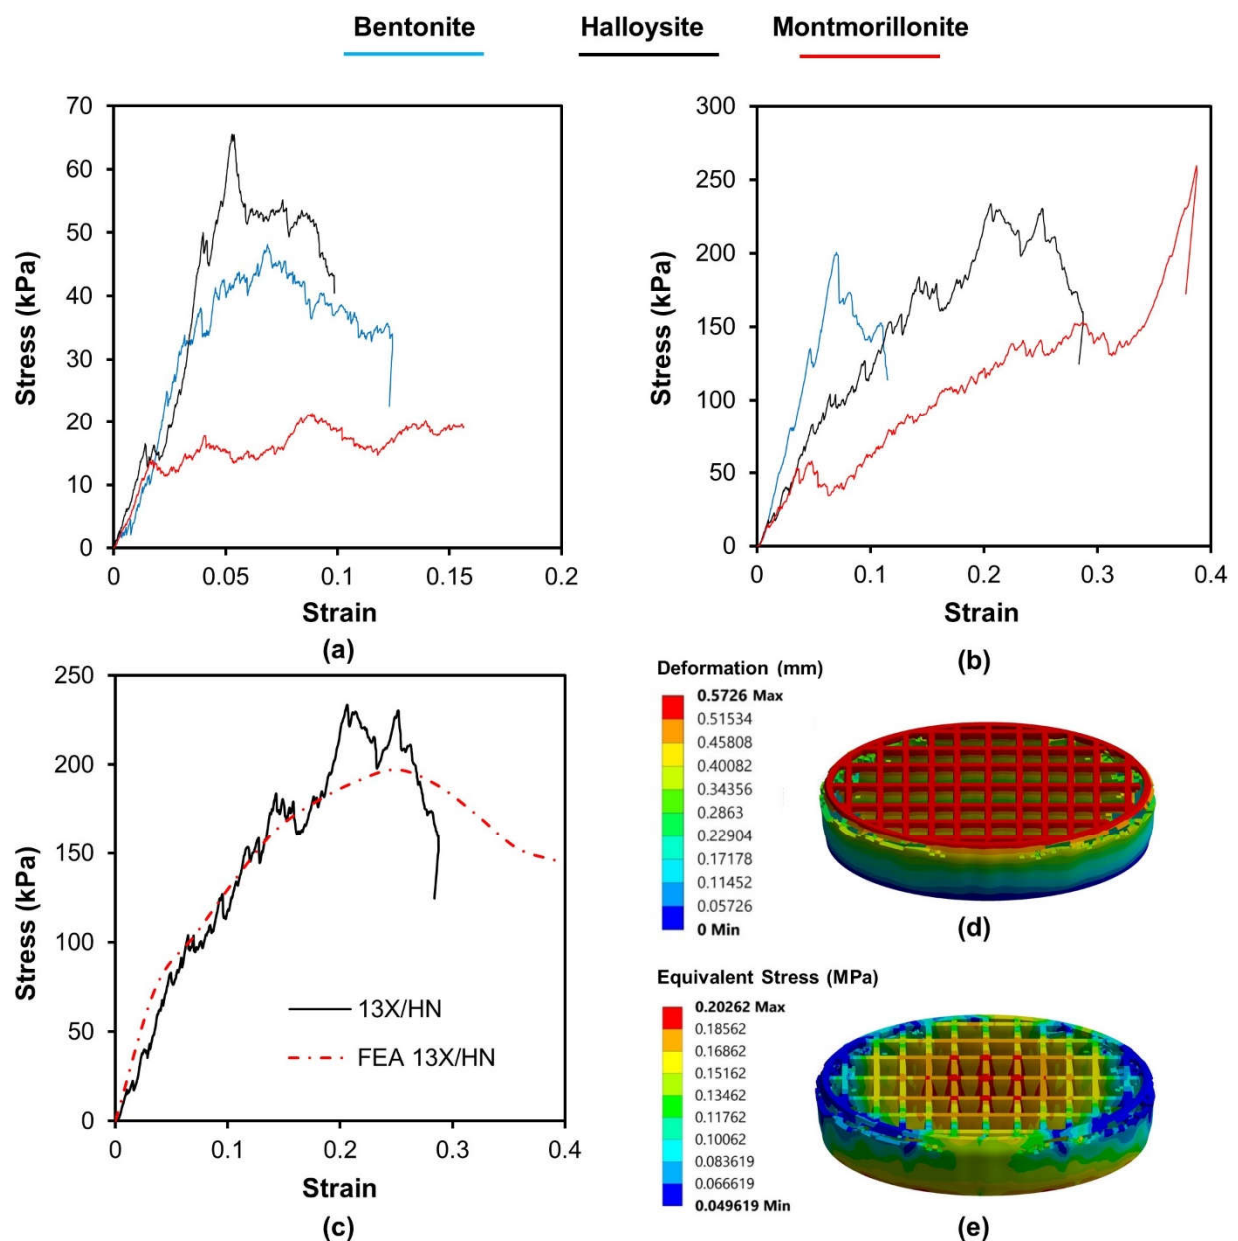 Bentonite Halloysite Montmorillonite
70
60
50
40
30
20
10
0
Stress (kPa)
0 0.05 0.1 0.15 0.2
Strain
(a)
300
250
200
150
100
50
0
Stress (kPa)
0 0.1 0.2 0.3 0.4
Strain
(b)
250
200
150
100
50
0
Stress (kPa)
13X/HN
FEA 13X/HN
0 0.1 0.2 0.3 0.4
Strain
(c)
Deformation (mm)
0.5726 Max
0.51534
0.45808
0.40082
0.34356
0.2863
0.22904
0.17178
0.11452
0.05726
0 Min
(d)
Equivalent Stress (MPa)
0.20262 Max
0.18562
0.16862
0.15162
0.13462
0.11762
0.10062
0.083619
0.066619
0.049619 Min
(e)